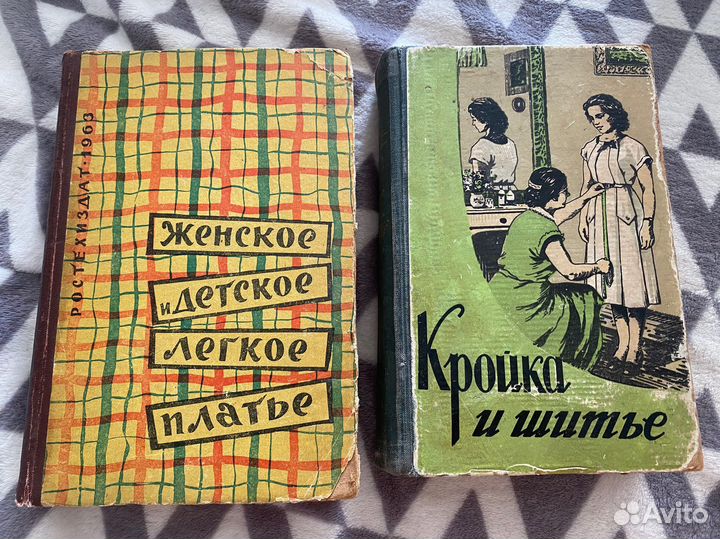 РОСТЕХИЗДАТ·1963
ЖЕНСКОЕ
и ДЕТСКОЕ
ЛЕГКОЕ
ПЛАТЬЕ
Кройка
и шитье
Avito